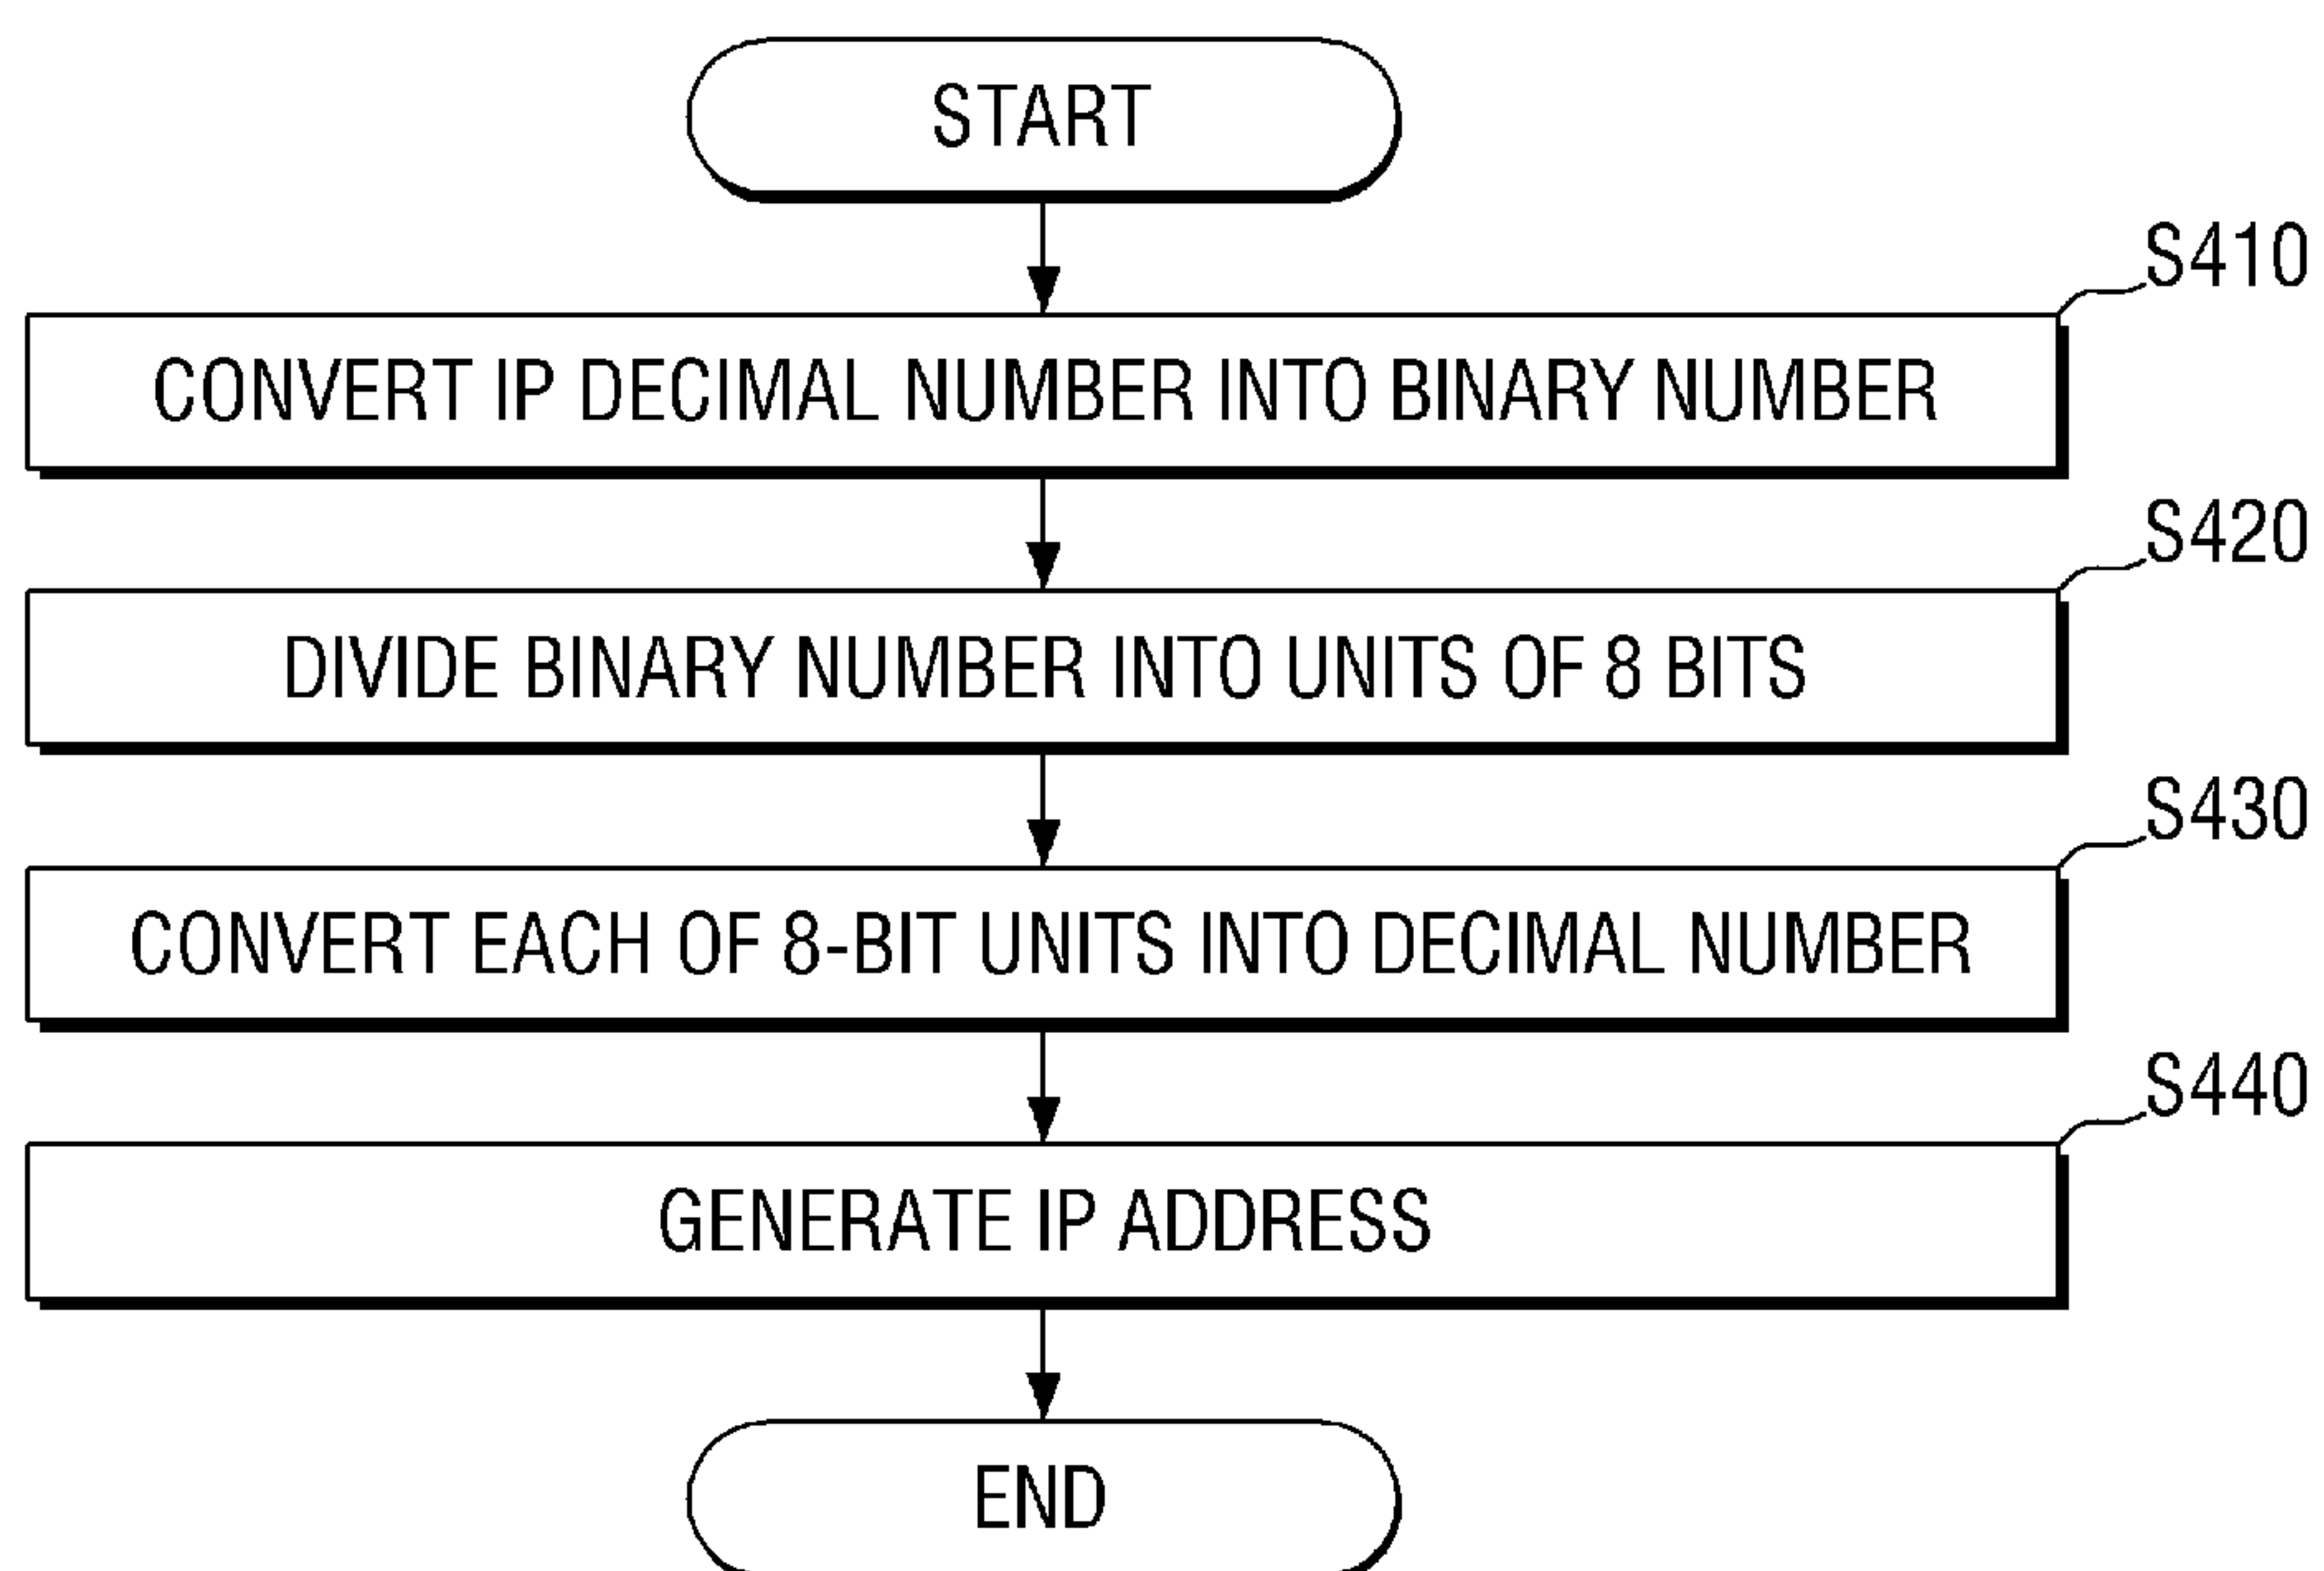 START
S410
CONVERT IP DECIMAL NUMBER INTO BINARY NUMBER
S420
DIVIDE BINARY NUMBER INTO UNITS OF 8 BITS
S430
CONVERT EACH OF 8-BIT UNITS INTO DECIMAL NUMBER
S440
GENERATE IP ADDRESS
END